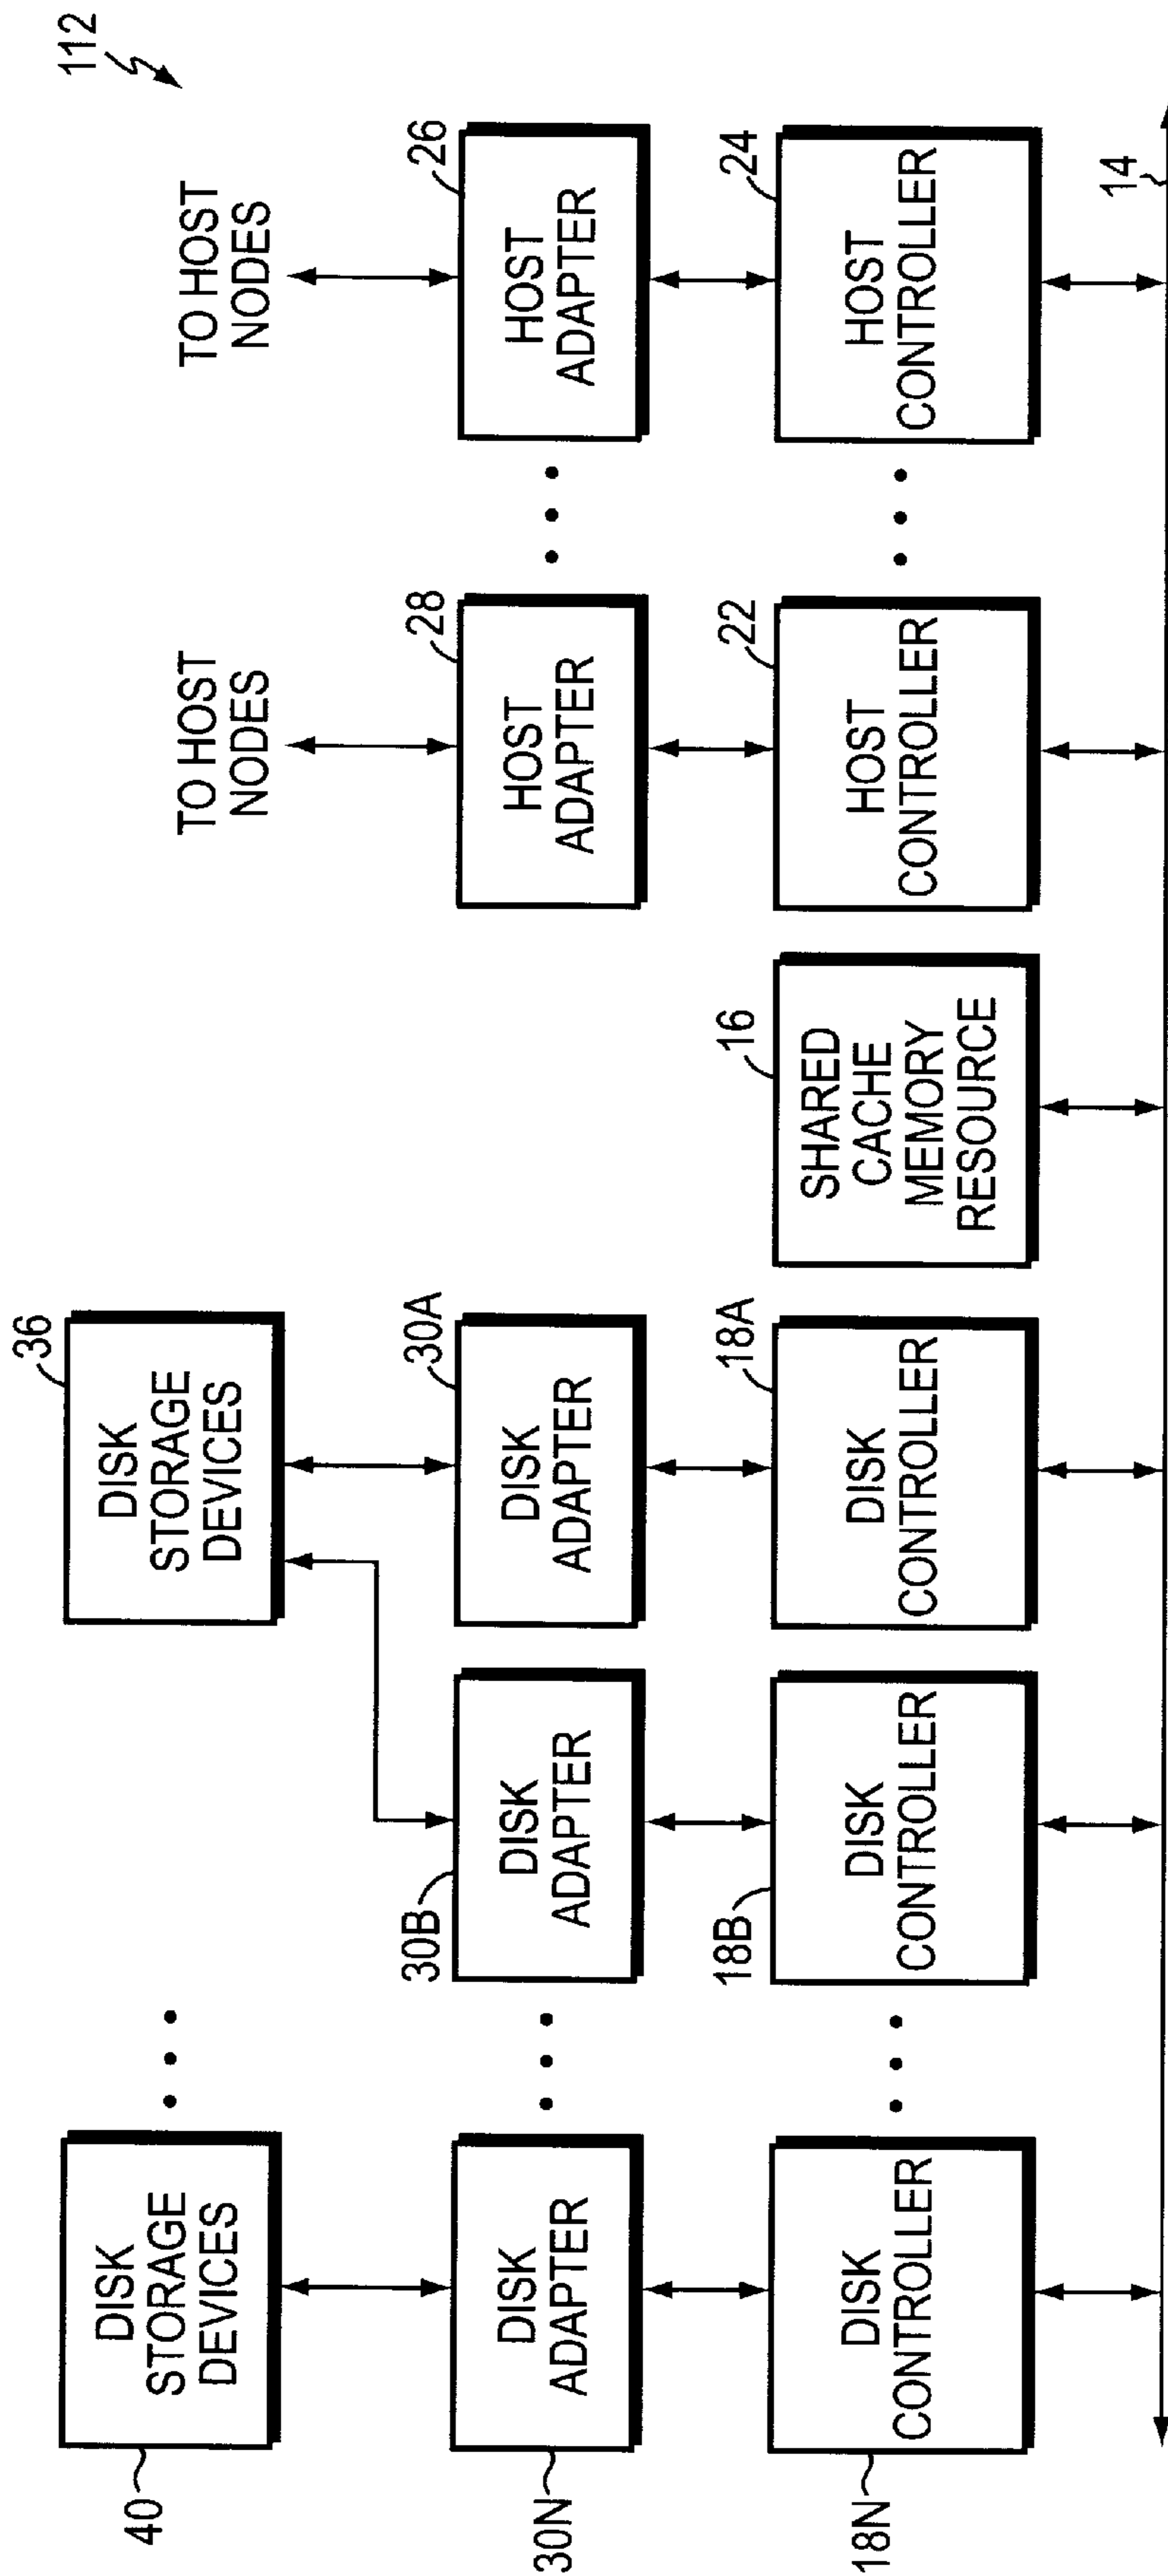 112
TO HOST
NODES
TO HOST
NODES
36
DISK
STORAGE
DEVICES
40
DISK
STORAGE
DEVICES
30N
DISK
ADAPTER
30B
DISK
ADAPTER
30A
DISK
ADAPTER
28
HOST
ADAPTER
26
HOST
ADAPTER
18N
DISK
CONTROLLER
18B
DISK
CONTROLLER
18A
DISK
CONTROLLER
16
SHARED
CACHE
MEMORY
RESOURCE
22
HOST
CONTROLLER
24
HOST
CONTROLLER
14